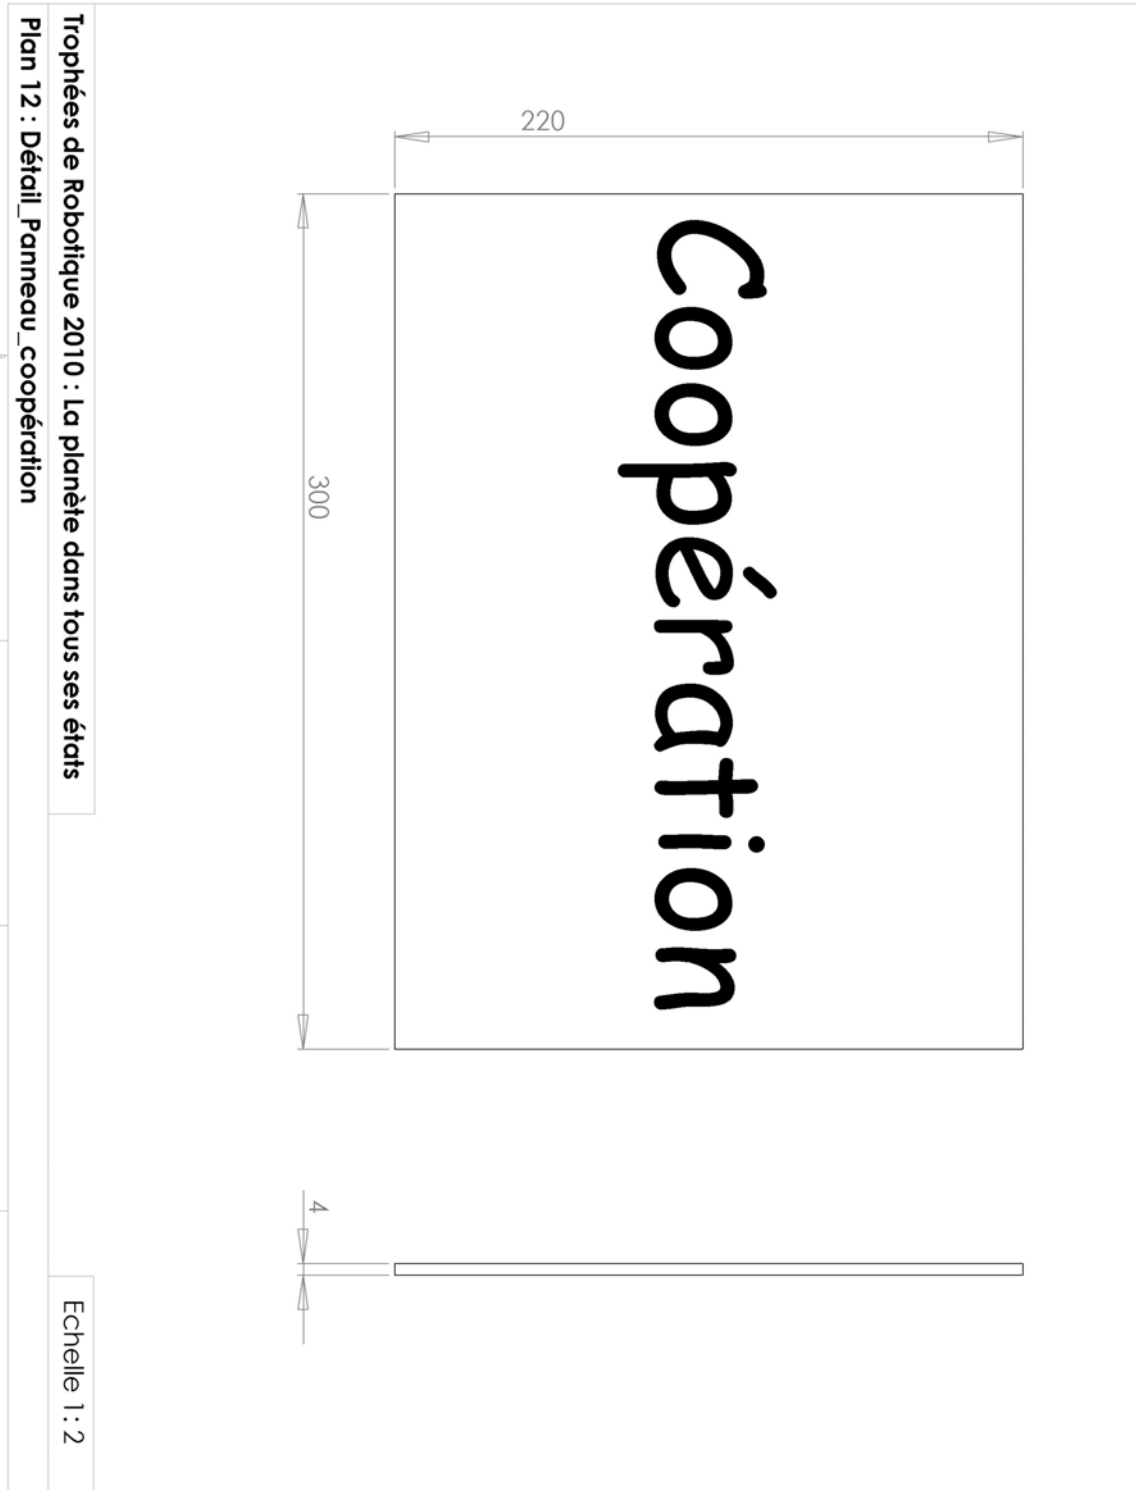 220
Coopération
300
4
Trophées de Robotique 2010 : La planète dans tous ses états
Echelle 1: 2
Plan 12 : Détail_Panneau_coopération